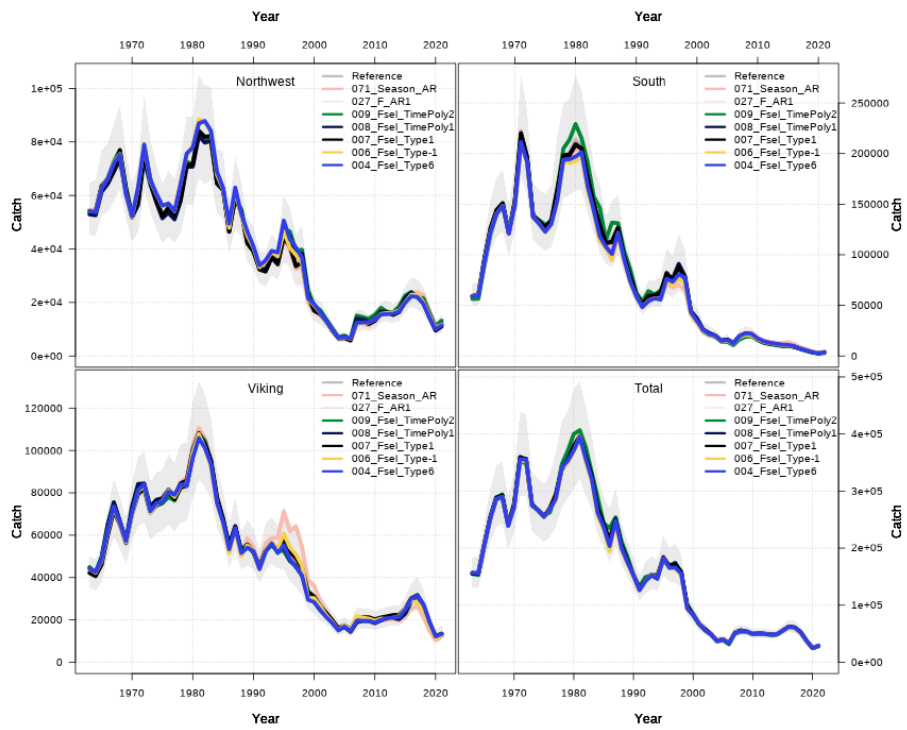 Year Year
1970 1980 1990 2000 2010 2020 1970 1980 1990 2000 2010 2020
Northwest
Reference
071_Season_AR
027_F_AR1
009_Fsel_TimePoly2
008_Fsel_TimePoly1
007_Fsel_Type1
006_Fsel_Type-1
004_Fsel_Type6
Catch
1e+05
8e+04
6e+04
4e+04
2e+04
0e+00
South
Reference
071_Season_AR
027_F_AR1
009_Fsel_TimePoly2
008_Fsel_TimePoly1
007_Fsel_Type1
006_Fsel_Type-1
004_Fsel_Type6
250000
200000
150000
100000
50000
0
Catch
Viking
Reference
071_Season_AR
027_F_AR1
009_Fsel_TimePoly2
008_Fsel_TimePoly1
007_Fsel_Type1
006_Fsel_Type-1
004_Fsel_Type6
Catch
120000
100000
80000
60000
40000
20000
0
Total
Reference
071_Season_AR
027_F_AR1
009_Fsel_TimePoly2
008_Fsel_TimePoly1
007_Fsel_Type1
006_Fsel_Type-1
004_Fsel_Type6
5e+05
4e+05
3e+05
2e+05
1e+05
0e+00
Catch
1970 1980 1990 2000 2010 2020 1970 1980 1990 2000 2010 2020
Year Year